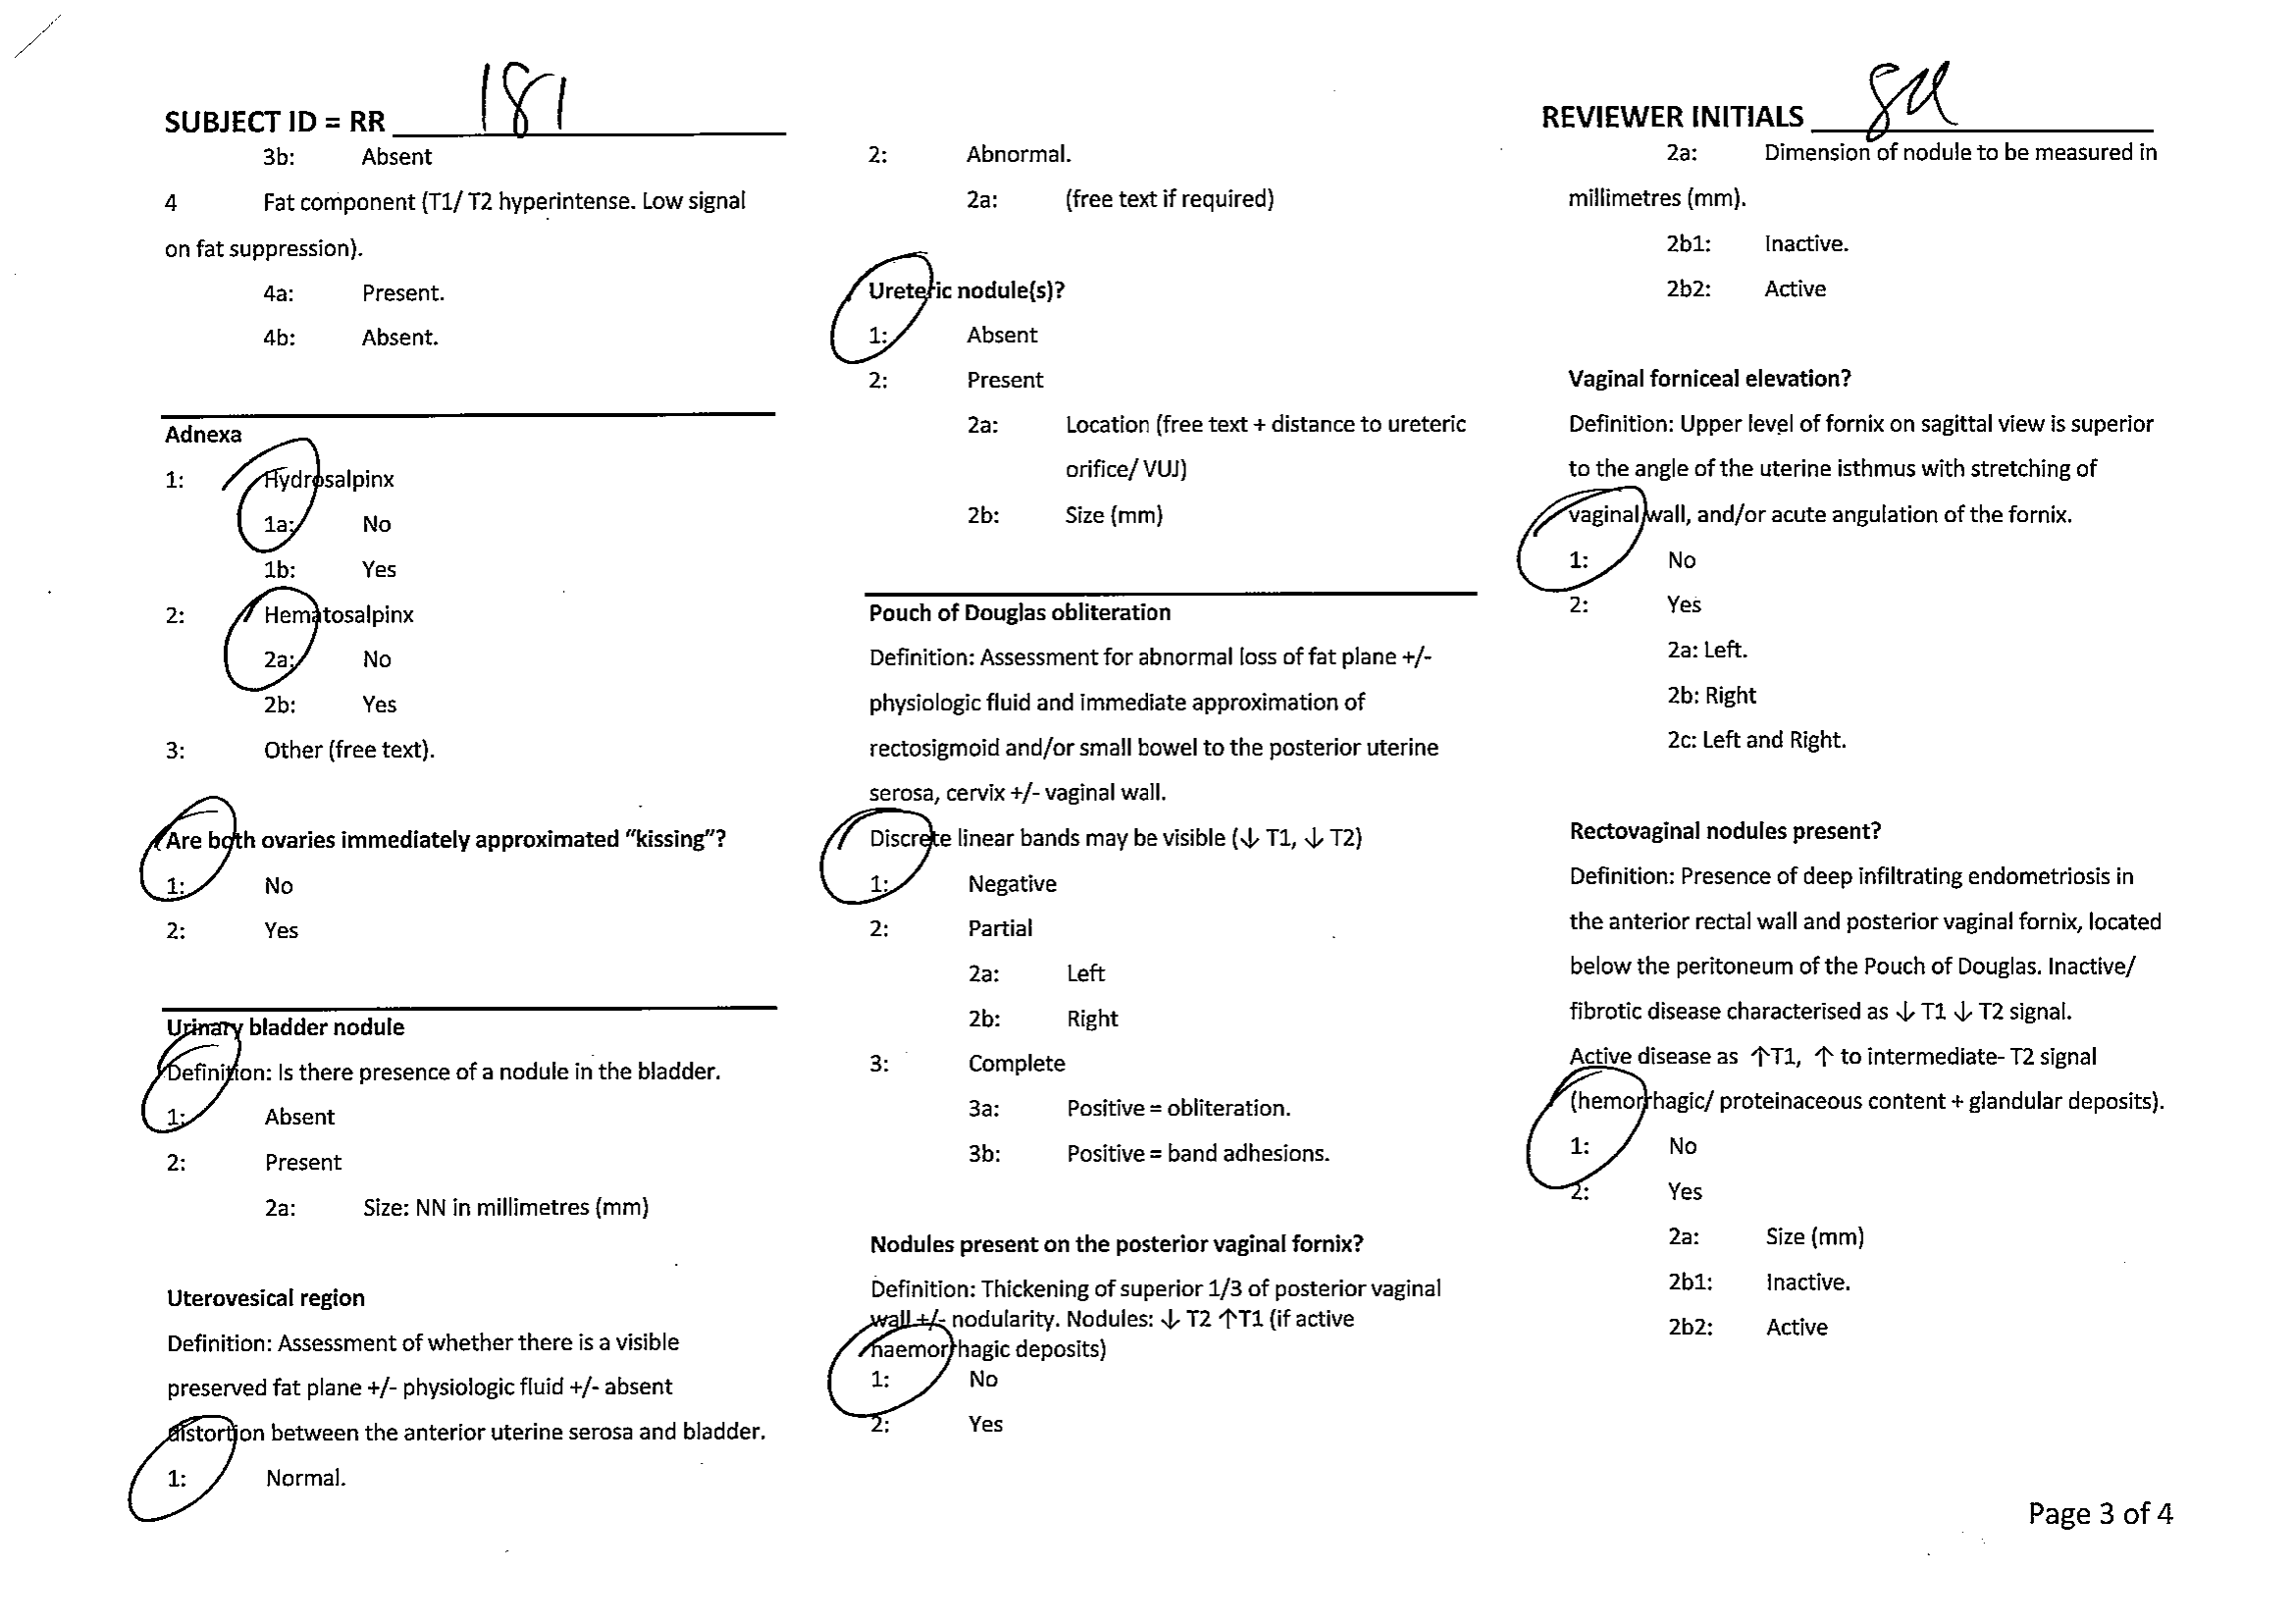 SUBJECT ID = RR 181
3b: Absent
4 Fat component (T1/ T2 hyperintense. Low signal
on fat suppression).
4a: Present.
4b: Absent.
Adnexa
1: Hydrosalpinx
1a: No
1b: Yes
2: Hematosalpinx
2a: No
2b: Yes
3: Other (free text).
Are both ovaries immediately approximated “kissing”?
1: No
2: Yes
Urinary bladder nodule
Definition: Is there presence of a nodule in the bladder.
1: Absent
2: Present
2a: Size: NN in millimetres (mm)
Uterovesical region
Definition: Assessment of whether there is a visible
preserved fat plane +/- physiologic fluid +/- absent
distortion between the anterior uterine serosa and bladder.
1: Normal.
2: Abnormal.
2a: (free text if required)
Ureteric nodule(s)?
1: Absent
2: Present
2a: Location (free text + distance to ureteric
orifice/ VUJ)
2b: Size (mm)
Pouch of Douglas obliteration
Definition: Assessment for abnormal loss of fat plane +/-
physiologic fluid and immediate approximation of
rectosigmoid and/or small bowel to the posterior uterine
serosa, cervix +/- vaginal wall.
Discrete linear bands may be visible (↓ T1, ↓ T2)
1: Negative
2: Partial
2a: Left
2b: Right
3: Complete
3a: Positive = obliteration.
3b: Positive = band adhesions.
Nodules present on the posterior vaginal fornix?
Definition: Thickening of superior 1/3 of posterior vaginal
wall +/- nodularity. Nodules: ↓ T2 ↑T1 (if active
haemorrhagic deposits)
1: No
2: Yes
REVIEWER INITIALS
2a: Dimension of nodule to be measured in
millimetres (mm).
2b1: Inactive.
2b2: Active
Vaginal forniceal elevation?
Definition: Upper level of fornix on sagittal view is superior
to the angle of the uterine isthmus with stretching of
vaginal wall, and/or acute angulation of the fornix.
1: No
2: Yes
2a: Left.
2b: Right
2c: Left and Right.
Rectovaginal nodules present?
Definition: Presence of deep infiltrating endometriosis in
the anterior rectal wall and posterior vaginal fornix, located
below the peritoneum of the Pouch of Douglas. Inactive/
fibrotic disease characterised as ↓ T1 ↓ T2 signal.
Active disease as ↑T1, ↑ to intermediate- T2 signal
(hemorrhagic/ proteinaceous content + glandular deposits).
1: No
2: Yes
2a: Size (mm)
2b1: Inactive.
2b2: Active
Page 3 of 4